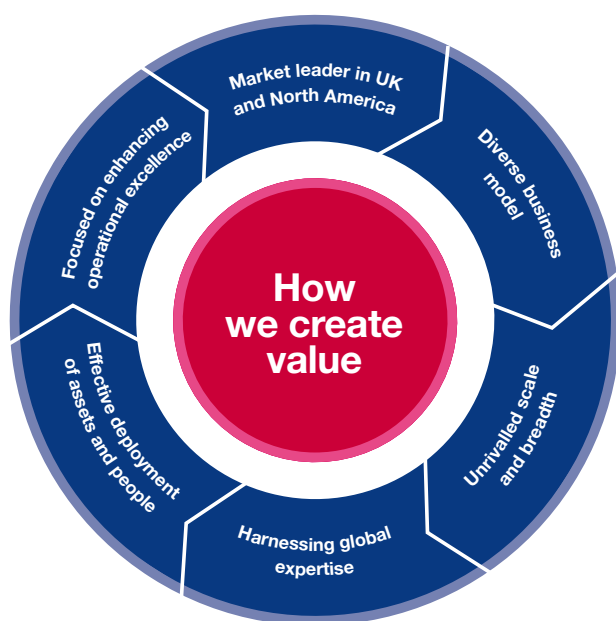 How
we create
value
Market leader in UK
and North America
Diverse business
model
Unrivalled scale
and breadth
Harnessing global
expertise
Effective deployment
of assets and people
Focused on enhancing
operational excellence